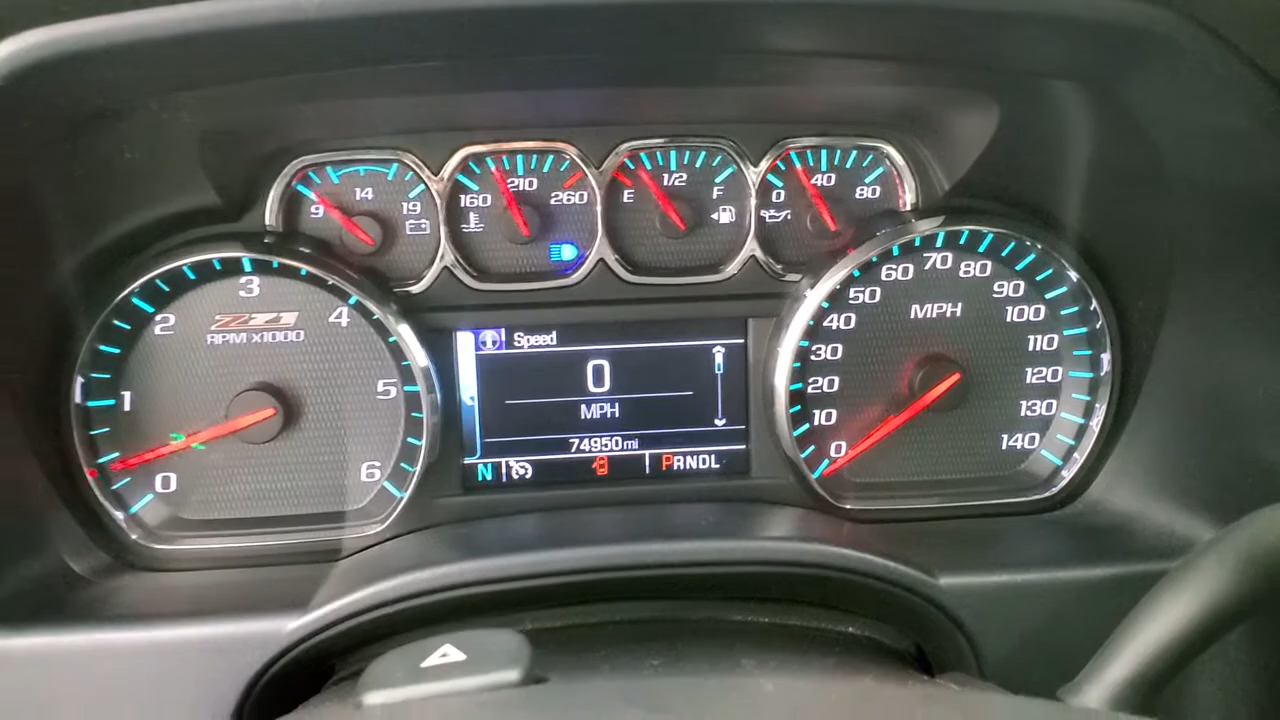 9 14 19
160 210 260
E 1/2 F
0 40 80
0 1 2 3 4 5 6
Z71
RPM X1000
Speed
0
MPH
74950 mi
N PRNDL
MPH
0 10 20 30 40 50 60 70 80 90 100 110 120 130 140